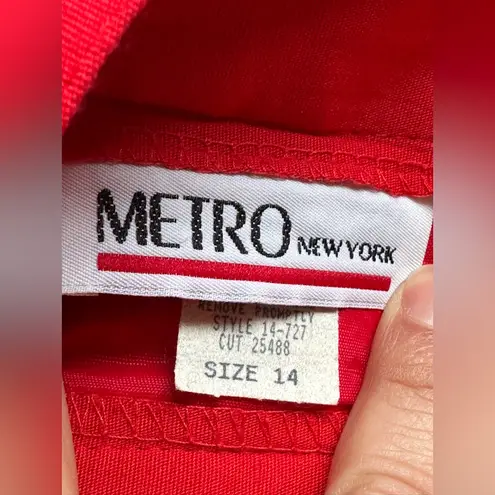 METRO NEW YORK
REMOVE PROMPTLY
STYLE 14-727
CUT 25488
SIZE 14